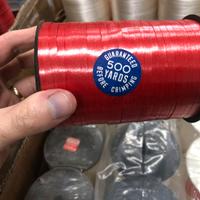 GUARANTEED
500
YARDS
BEFORE CRIMPING